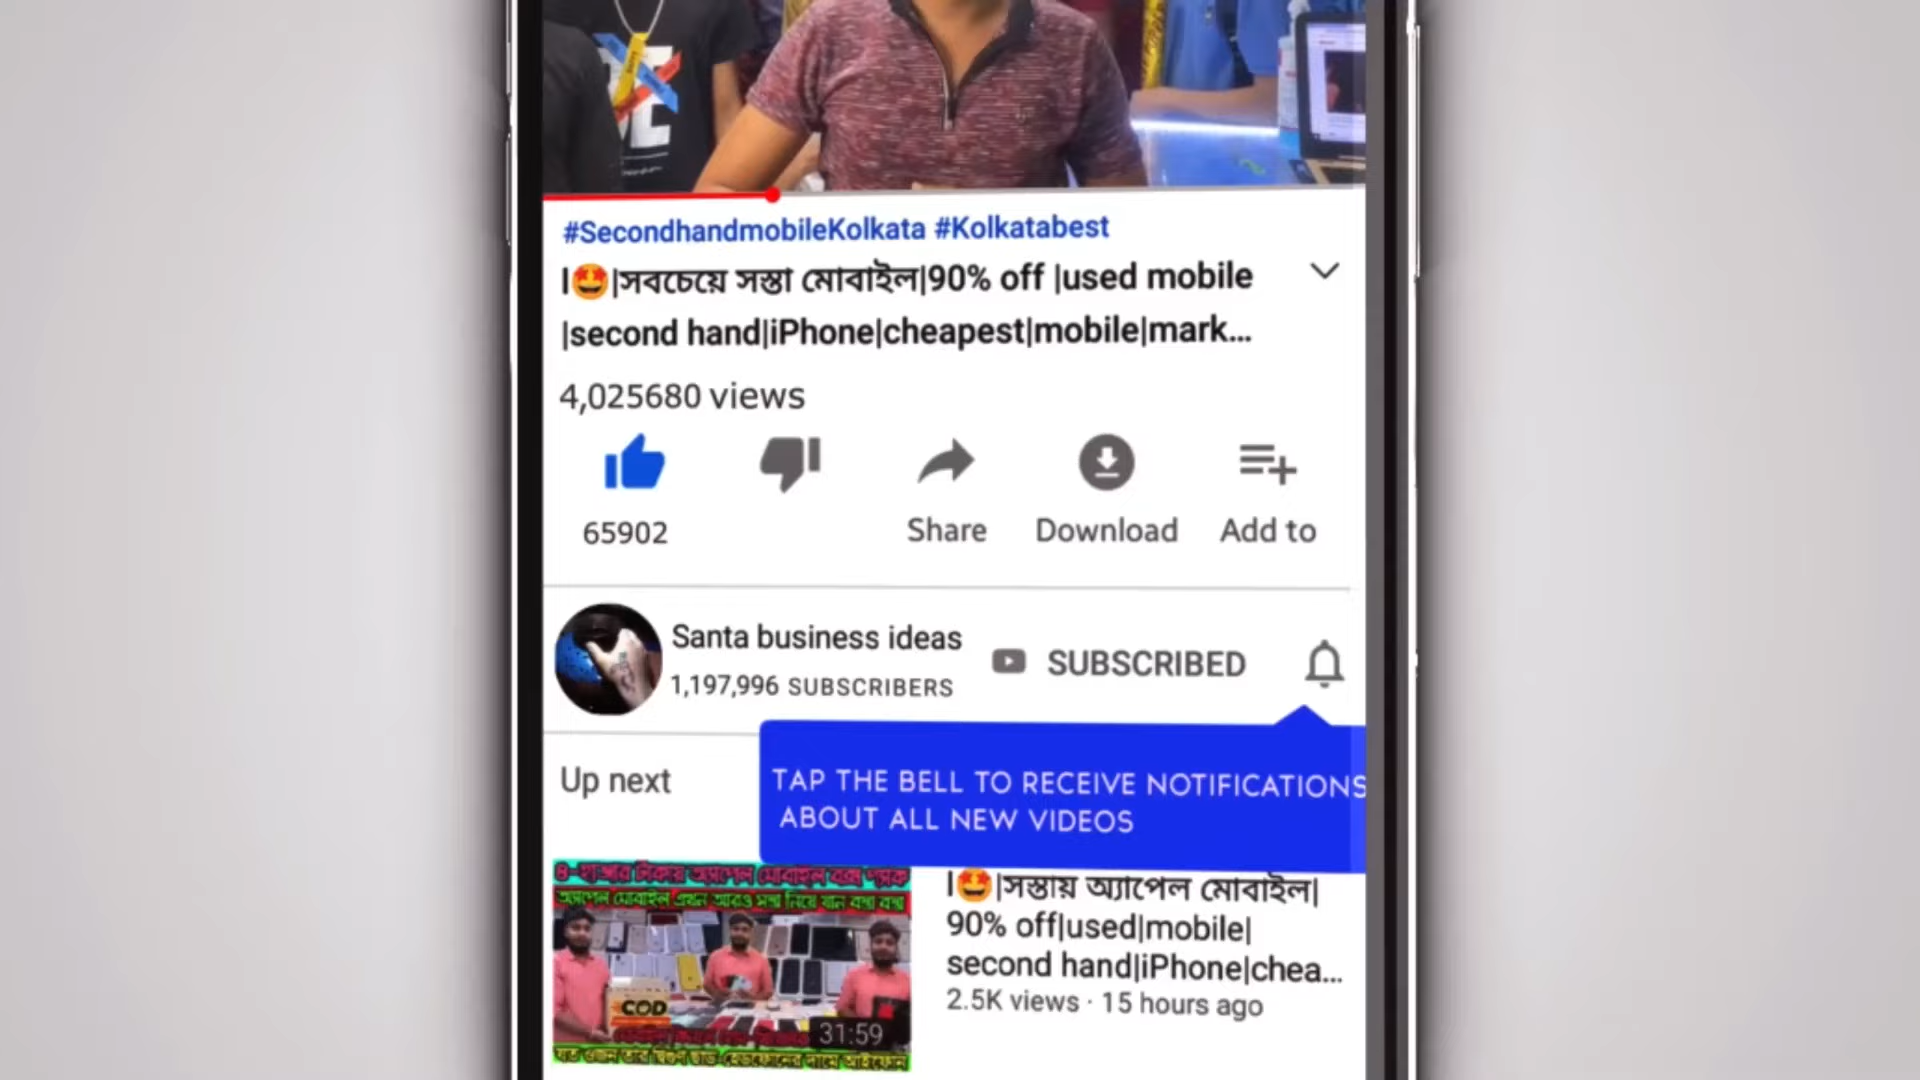 #SecondhandmobileKolkata #Kolkatabest
|🤩|সবচেয়ে সস্তা মোবাইল|90% off |used mobile
|second hand|iPhone|cheapest|mobile|mark...
4,025680 views
65902
Share
Download
Add to
Santa business ideas
SUBSCRIBED
1,197,996 SUBSCRIBERS
Up next
TAP THE BELL TO RECEIVE NOTIFICATIONS
ABOUT ALL NEW VIDEOS
৪-হাজার টাকায় অ্যাপেল মোবাইল বক্স প্যাক
|🤩|সস্তায় অ্যাপেল মোবাইল|
90% off|used|mobile|
second hand|iPhone|chea...
2.5K views · 15 hours ago
COD
31:59